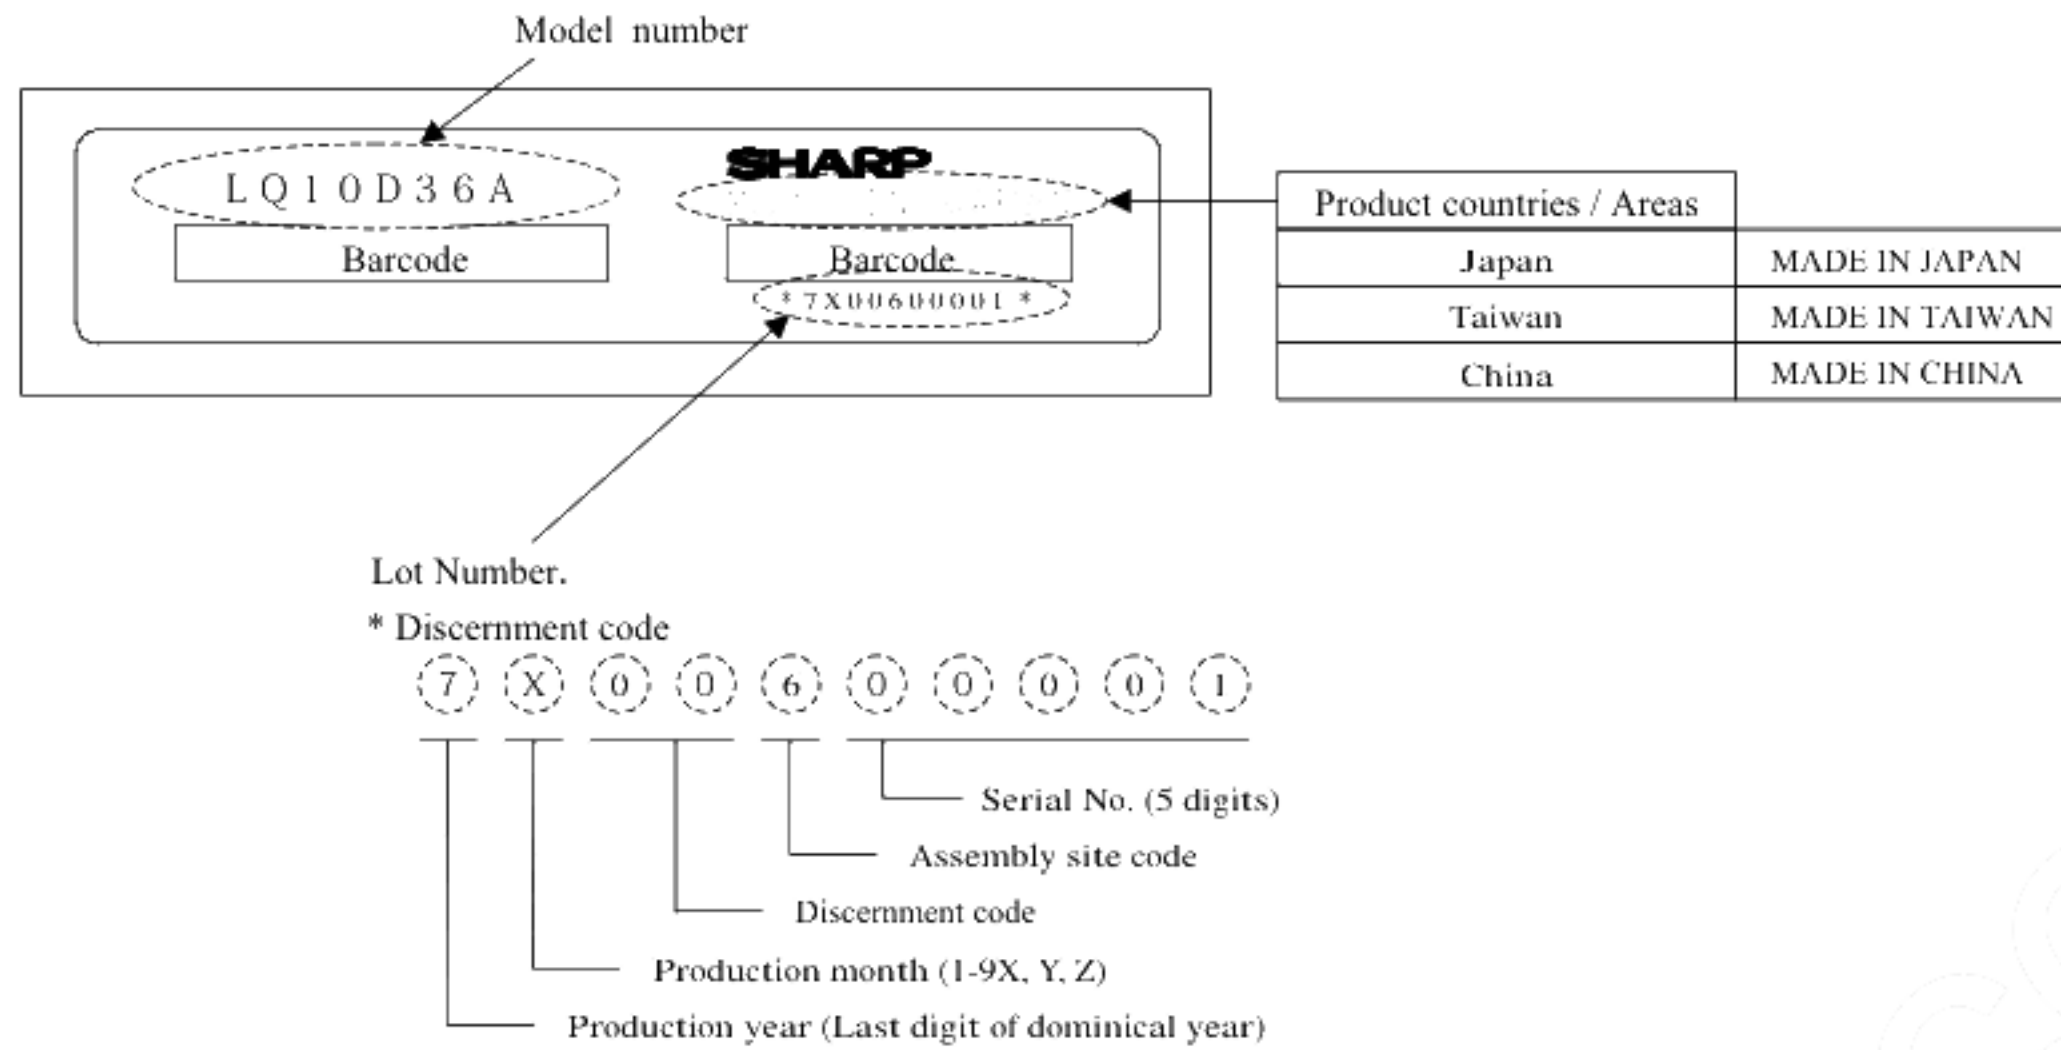 Model number
LQ10D36A
SHARP
Barcode
Barcode
*7X00600001*
Product countries / Areas
Japan MADE IN JAPAN
Taiwan MADE IN TAIWAN
China MADE IN CHINA
Lot Number.
* Discernment code
7 X 0 0 6 0 0 0 0 1
Serial No. (5 digits)
Assembly site code
Discernment code
Production month (1-9X, Y, Z)
Production year (Last digit of dominical year)